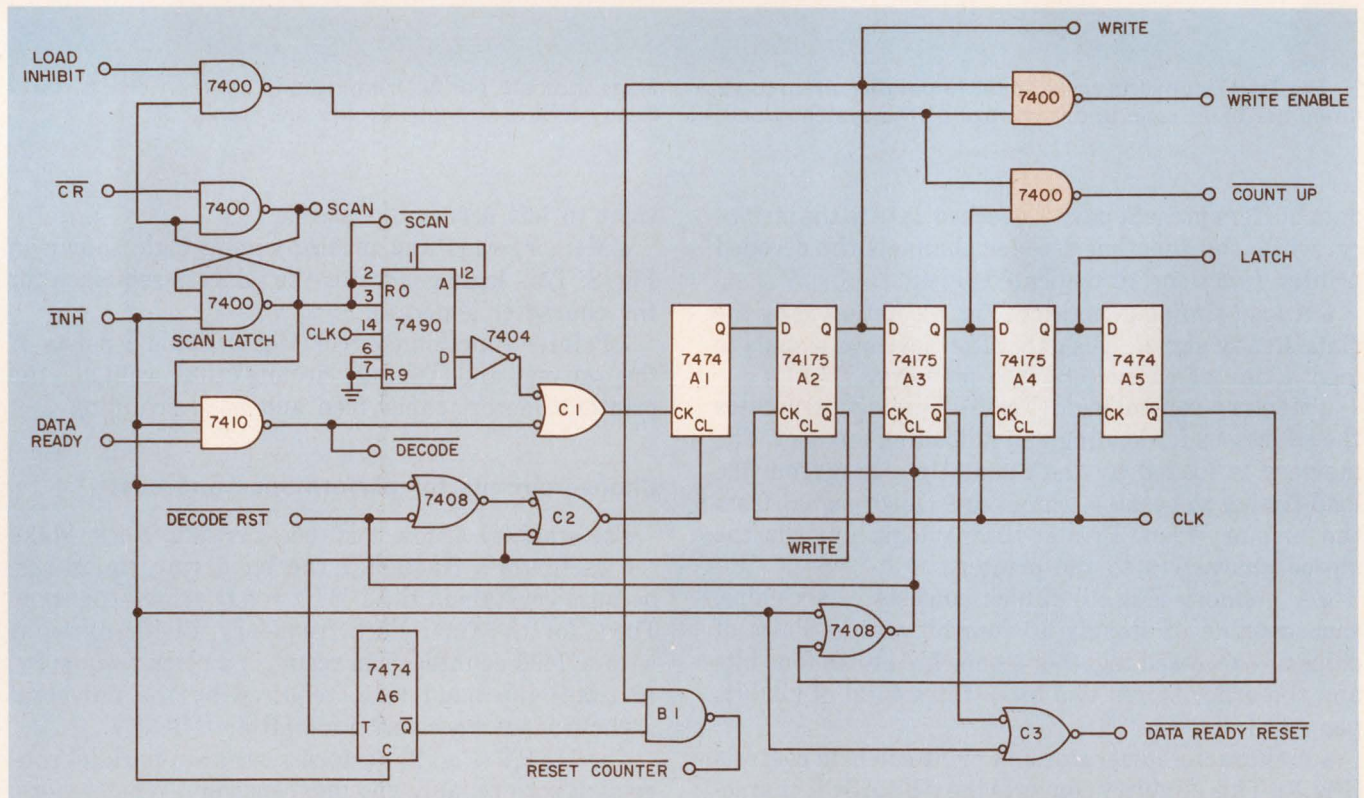 WRITE
LOAD
INHIBIT
7400
7400
WRITE ENABLE
CR
7400
SCAN
SCAN
7400
COUNT UP
1
2
3
R0
A
12
7490
LATCH
INH
7400
SCAN LATCH
CLK
14
6
7
R9
D
7404
C1
7474
A1
Q
D
Q
74175
A2
D
Q
74175
A3
D
Q
74175
A4
D
7474
A5
CK
CL
CK
Q
CL
CK
Q
CL
CK
CL
CK
Q
DATA
READY
7410
DECODE
7408
C2
DECODE RST
WRITE
CLK
7408
7474
A6
T
Q
C
B1
C3
DATA READY RESET
RESET COUNTER